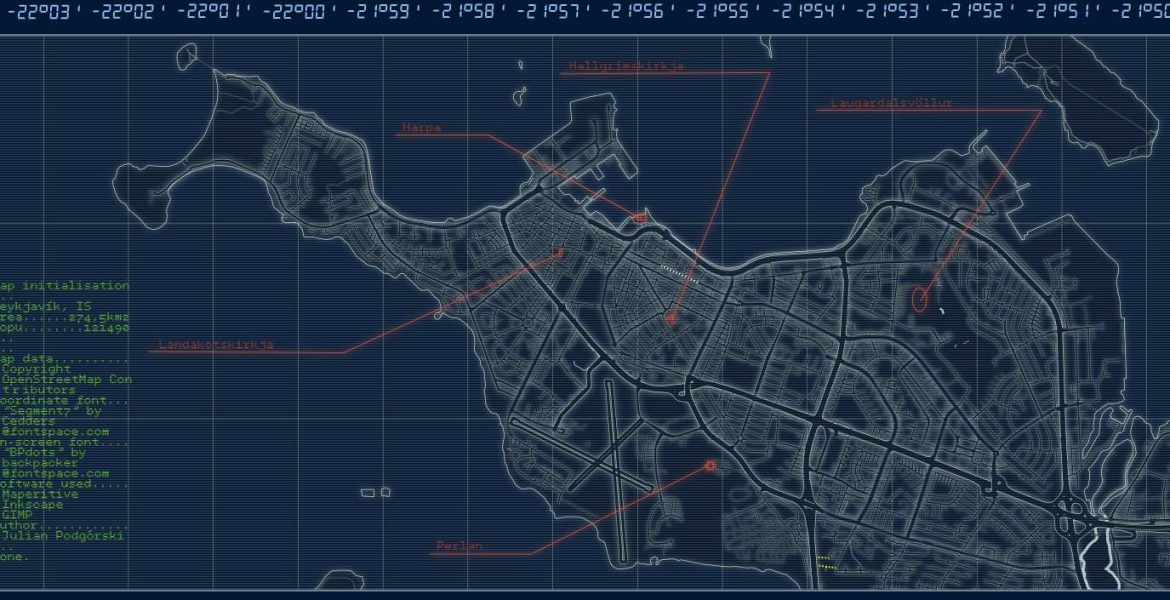 -22°03' -22°02' -22°01' -22°00' -21°59' -21°58' -21°57' -21°56' -21°55' -21°54' -21°53' -21°52' -21°51' -21°50
Hallgrímskirkja
Laugardalsvöllur
Harpa
ap initialisation
..
eykjavík, IS
rea......274,5km2
opu........121490
..
..
ap data..........
Copyright
OpenStreetMap Con
tributors
oordinate font...
"Segment7" by
Cedders
@fontspace.com
n-screen font....
"BPdots" by
backpacker
@fontspace.com
oftware used.....
Maperitive
Inkscape
GIMP
uthor............
Julian Podgórski
..
one.
Landakotskirkja
Perlan